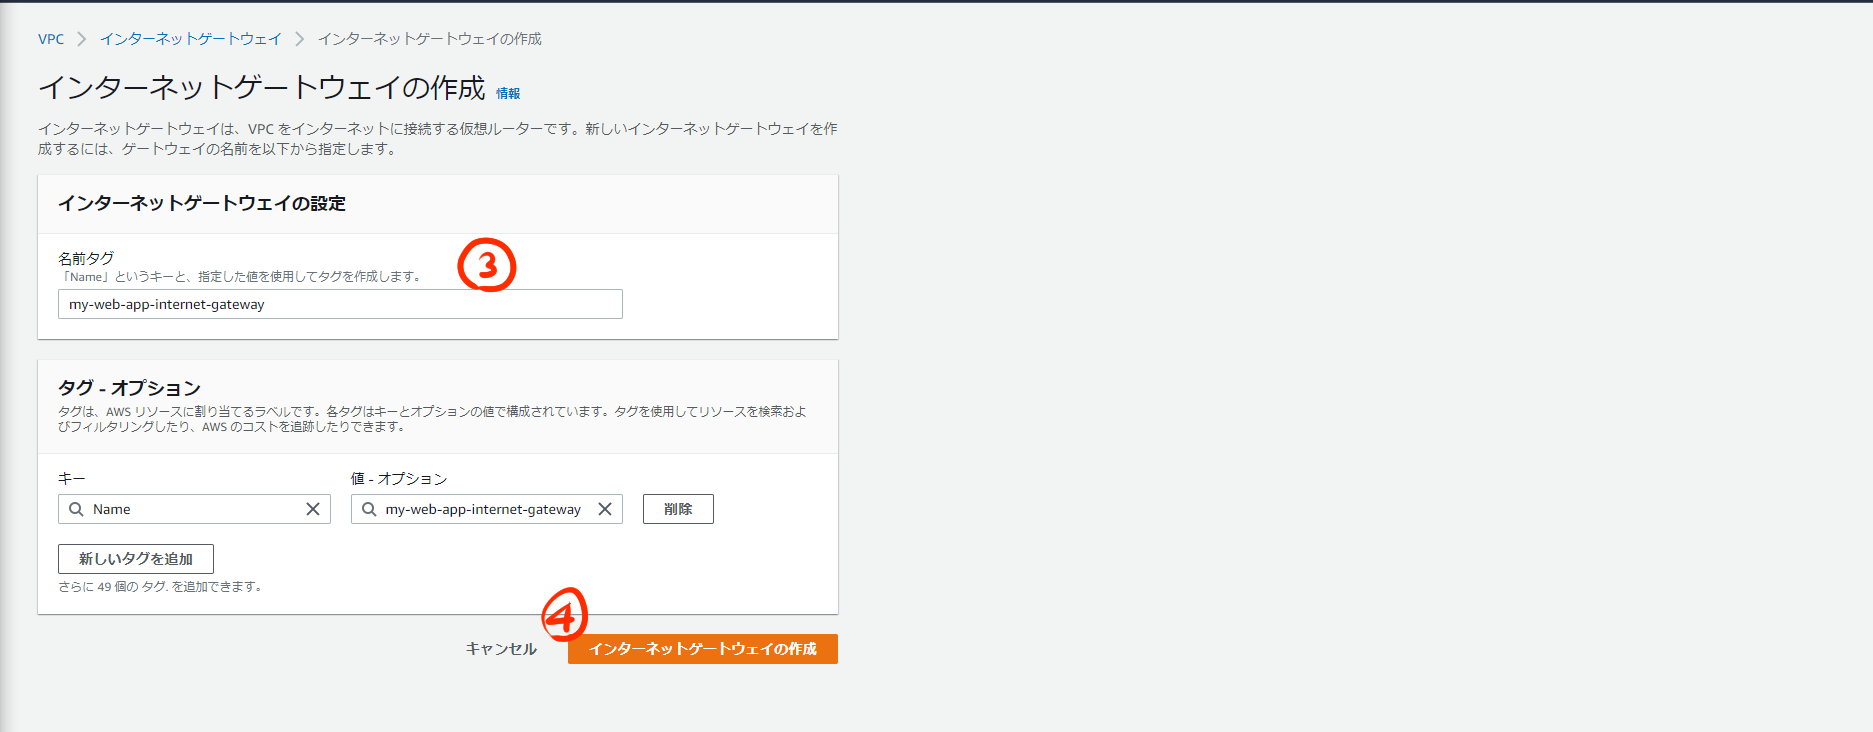 VPC > インターネットゲートウェイ > インターネットゲートウェイの作成
インターネットゲートウェイの作成 情報
インターネットゲートウェイは、VPC をインターネットに接続する仮想ルーターです。新しいインターネットゲートウェイを作
成するには、ゲートウェイの名前を以下から指定します。
インターネットゲートウェイの設定
名前タグ
「Name」というキーと、指定した値を使用してタグを作成します。
③
my-web-app-internet-gateway
タグ - オプション
タグは、AWS リソースに割り当てるラベルです。各タグはキーとオプションの値で構成されています。タグを使用してリソースを検索およ
びフィルタリングしたり、AWS のコストを追跡したりできます。
キー 値 - オプション
Name my-web-app-internet-gateway 削除
新しいタグを追加
さらに 49 個の タグ. を追加できます。
④
キャンセル インターネットゲートウェイの作成